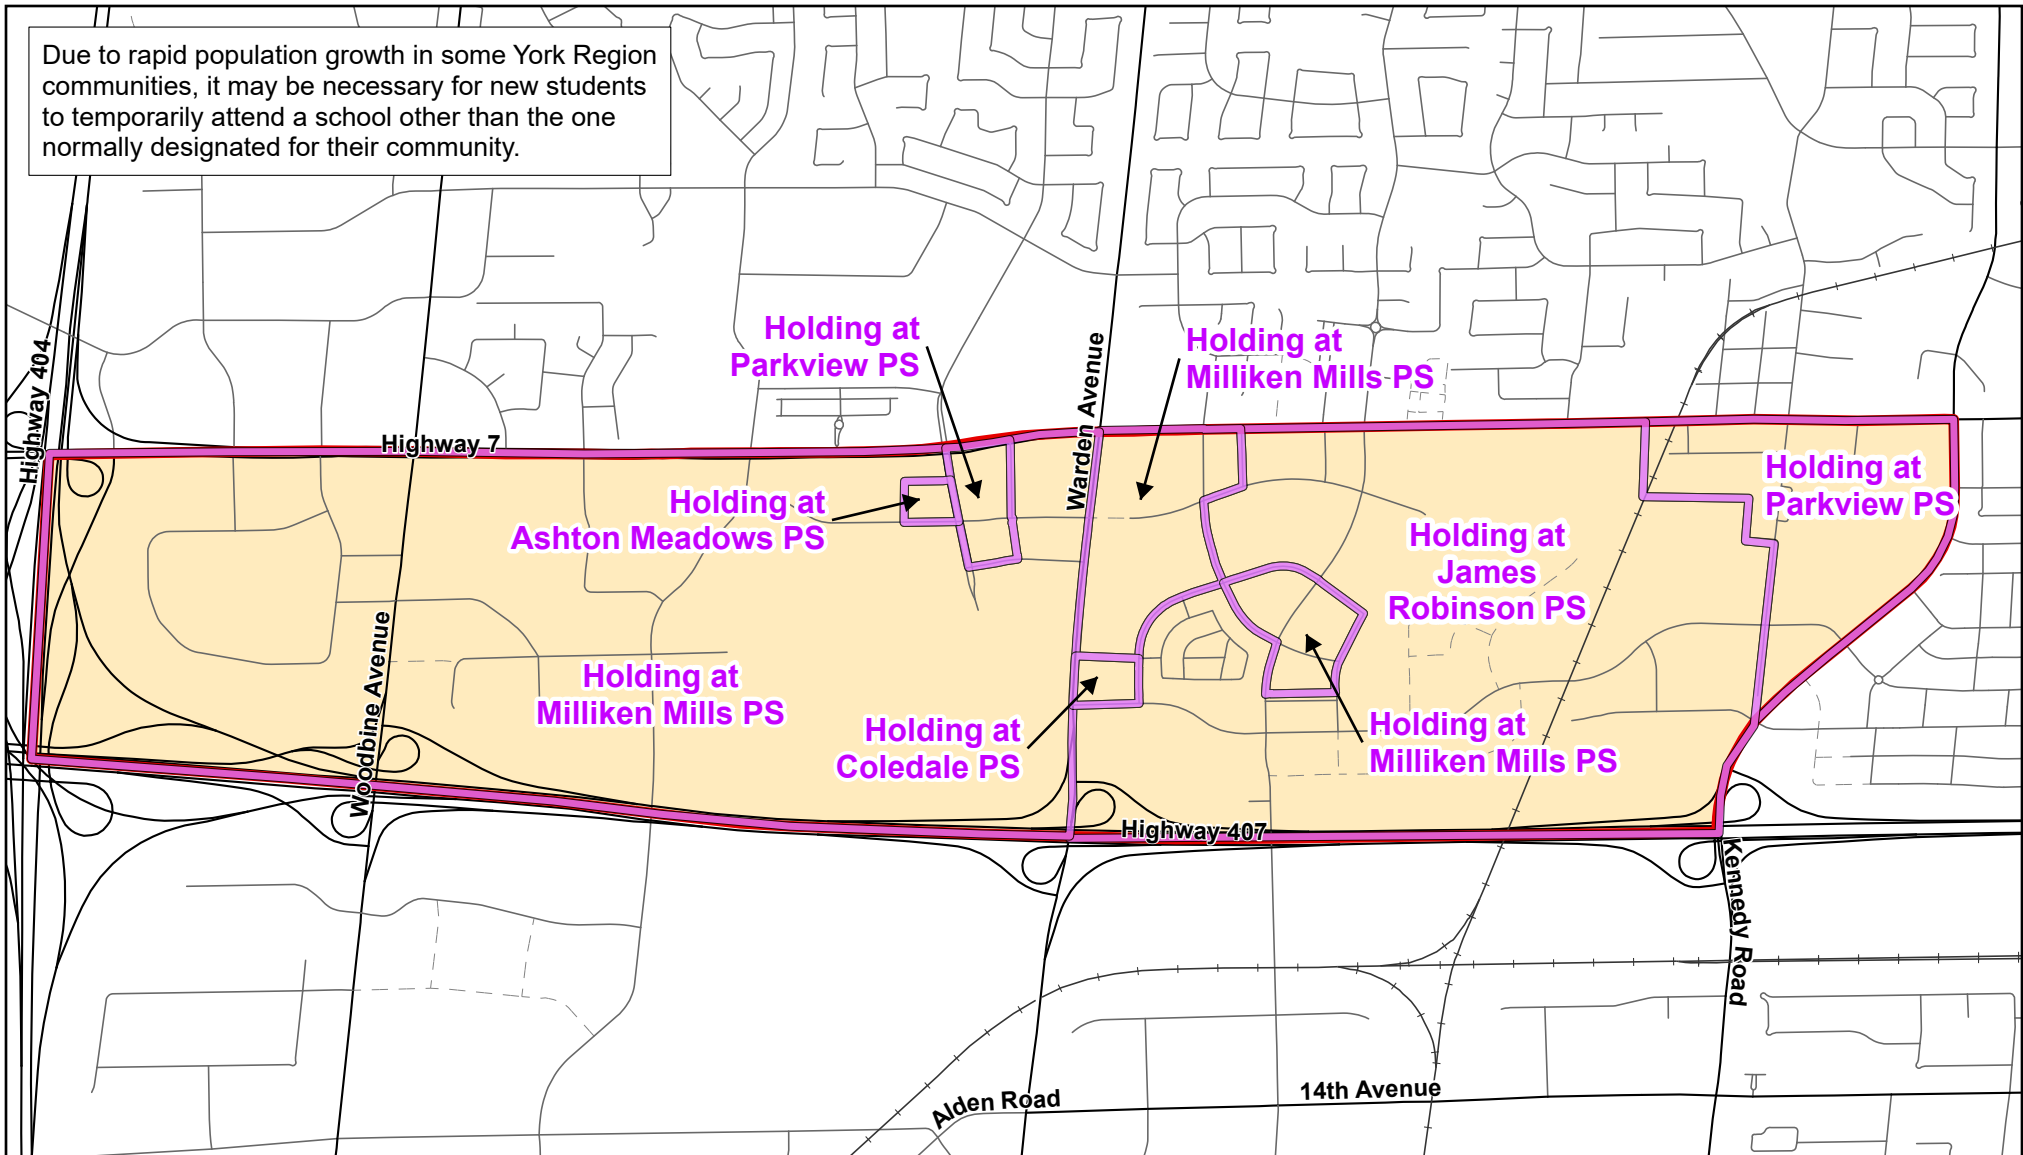 Due to rapid population growth in some York Region
communities, it may be necessary for new students
to temporarily attend a school other than the one
normally designated for their community.
Highway 404
Holding at
Parkview PS
Warden Avenue
Holding at
Milliken Mills PS
Highway 7
Holding at
Ashton Meadows PS
Holding at
Parkview PS
Holding at
James
Robinson PS
Woodbine Avenue
Holding at
Milliken Mills PS
Holding at
Coledale PS
Holding at
Milliken Mills PS
Highway 407
Kennedy Road
Alden Road
14th Avenue